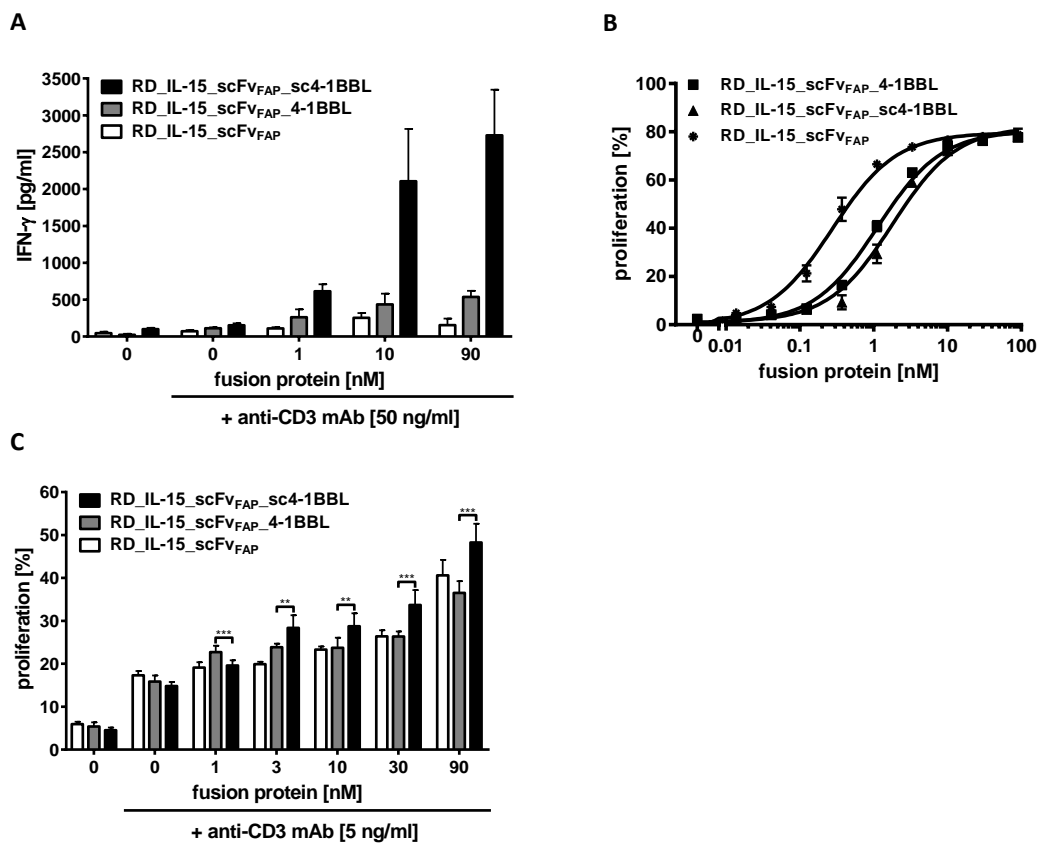 A
3500
3000
2500
2000
1500
1000
500
0
IFN-γ [pg/ml]
RD_IL-15_scFvFAP_sc4-1BBL
RD_IL-15_scFvFAP_4-1BBL
RD_IL-15_scFvFAP
0 0 1 10 90
fusion protein [nM]
+ anti-CD3 mAb [50 ng/ml]
B
100
80
60
40
20
0
proliferation [%]
RD_IL-15_scFvFAP_4-1BBL
RD_IL-15_scFvFAP_sc4-1BBL
RD_IL-15_scFvFAP
0 0.01 0.1 1 10 100
fusion protein [nM]
C
60
50
40
30
20
10
0
proliferation [%]
RD_IL-15_scFvFAP_sc4-1BBL
RD_IL-15_scFvFAP_4-1BBL
RD_IL-15_scFvFAP
*** ** ** *** ***
0 0 1 3 10 30 90
fusion protein [nM]
+ anti-CD3 mAb [5 ng/ml]